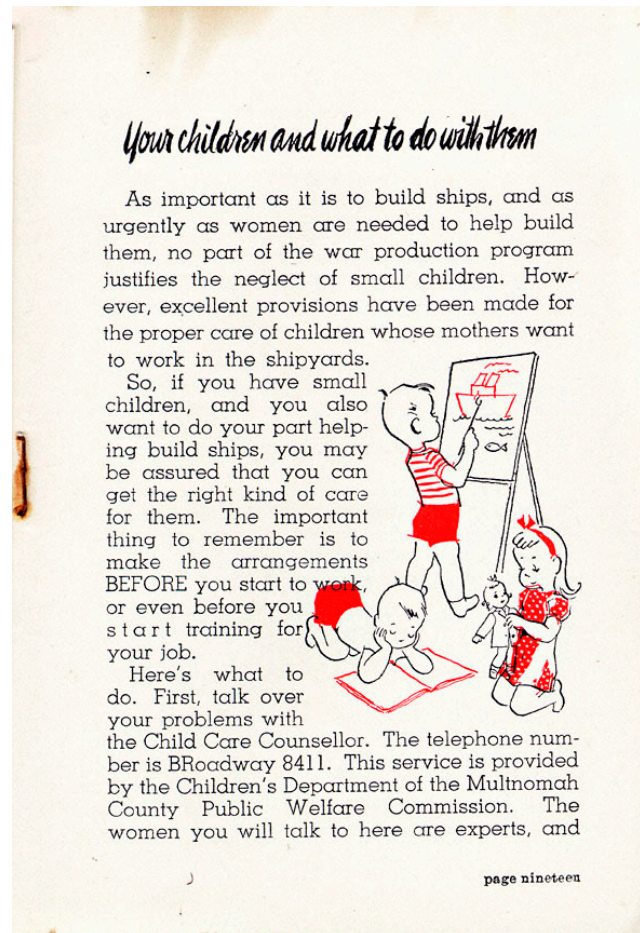 Your children and what to do with them
As important as it is to build ships, and as
urgently as women are needed to help build
them, no part of the war production program
justifies the neglect of small children. How-
ever, excellent provisions have been made for
the proper care of children whose mothers want
to work in the shipyards.
So, if you have small
children, and you also
want to do your part help-
ing build ships, you may
be assured that you can
get the right kind of care
for them. The important
thing to remember is to
make the arrangements
BEFORE you start to work,
or even before you
start training for
your job.
Here's what to
do. First, talk over
your problems with
the Child Care Counsellor. The telephone num-
ber is BRoadway 8411. This service is provided
by the Children's Department of the Multnomah
County Public Welfare Commission. The
women you will talk to here are experts, and
page nineteen